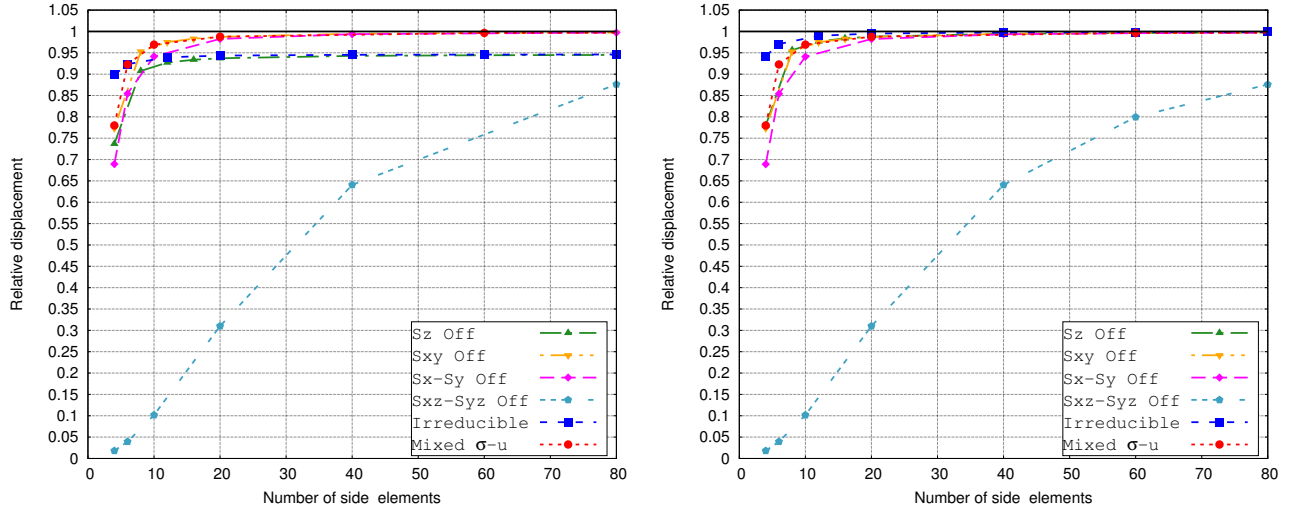 1.05
1
0.95
0.9
0.85
0.8
0.75
0.7
0.65
0.6
0.55
0.5
0.45
0.4
0.35
0.3
0.25
0.2
0.15
0.1
0.05
0
Relative displacement
0 10 20 30 40 50 60 70 80
Number of side elements
Sz Off
Sxy Off
Sx-Sy Off
Sxz-Syz Off
Irreducible
Mixed σ-u
1.05
1
0.95
0.9
0.85
0.8
0.75
0.7
0.65
0.6
0.55
0.5
0.45
0.4
0.35
0.3
0.25
0.2
0.15
0.1
0.05
0
Relative displacement
0 10 20 30 40 50 60 70 80
Number of side elements
Sz Off
Sxy Off
Sx-Sy Off
Sxz-Syz Off
Irreducible
Mixed σ-u